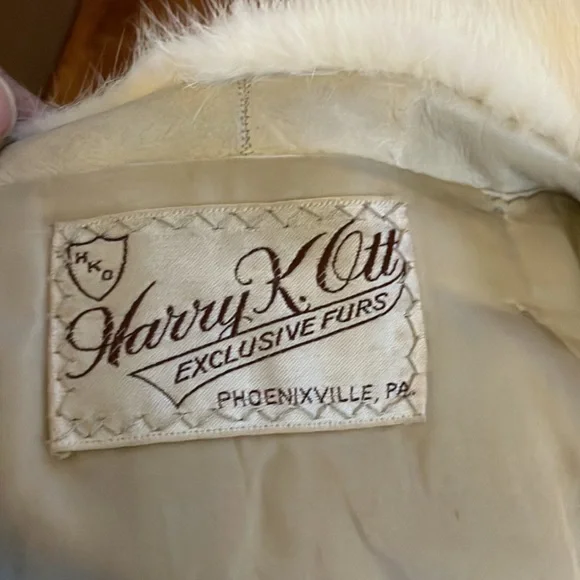 HKO
Harry K. Ott
EXCLUSIVE FURS
PHOENIXVILLE, PA.